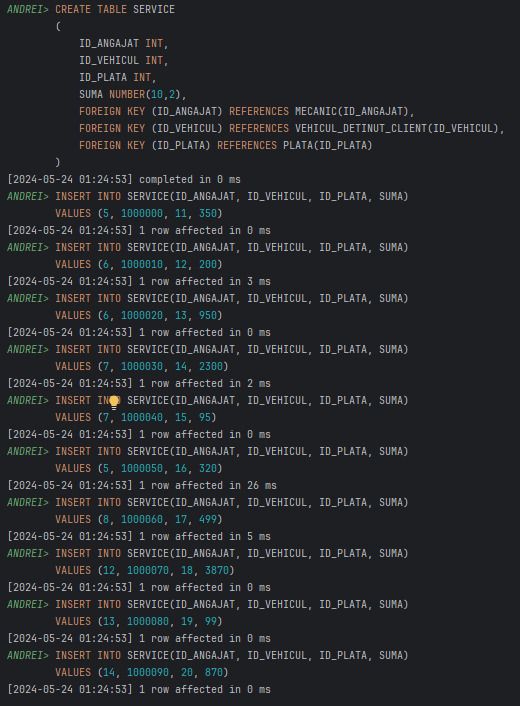 ANDREI> CREATE TABLE SERVICE
(
ID_ANGAJAT INT,
ID_VEHICUL INT,
ID_PLATA INT,
SUMA NUMBER(10,2),
FOREIGN KEY (ID_ANGAJAT) REFERENCES MECANIC(ID_ANGAJAT),
FOREIGN KEY (ID_VEHICUL) REFERENCES VEHICUL_DETINUT_CLIENT(ID_VEHICUL),
FOREIGN KEY (ID_PLATA) REFERENCES PLATA(ID_PLATA)
)
[2024-05-24 01:24:53] completed in 0 ms
ANDREI> INSERT INTO SERVICE(ID_ANGAJAT, ID_VEHICUL, ID_PLATA, SUMA)
VALUES (5, 1000000, 11, 350)
[2024-05-24 01:24:53] 1 row affected in 0 ms
ANDREI> INSERT INTO SERVICE(ID_ANGAJAT, ID_VEHICUL, ID_PLATA, SUMA)
VALUES (6, 1000010, 12, 200)
[2024-05-24 01:24:53] 1 row affected in 3 ms
ANDREI> INSERT INTO SERVICE(ID_ANGAJAT, ID_VEHICUL, ID_PLATA, SUMA)
VALUES (6, 1000020, 13, 950)
[2024-05-24 01:24:53] 1 row affected in 0 ms
ANDREI> INSERT INTO SERVICE(ID_ANGAJAT, ID_VEHICUL, ID_PLATA, SUMA)
VALUES (7, 1000030, 14, 2300)
[2024-05-24 01:24:53] 1 row affected in 2 ms
ANDREI> INSERT INTO SERVICE(ID_ANGAJAT, ID_VEHICUL, ID_PLATA, SUMA)
VALUES (7, 1000040, 15, 95)
[2024-05-24 01:24:53] 1 row affected in 0 ms
ANDREI> INSERT INTO SERVICE(ID_ANGAJAT, ID_VEHICUL, ID_PLATA, SUMA)
VALUES (5, 1000050, 16, 320)
[2024-05-24 01:24:53] 1 row affected in 26 ms
ANDREI> INSERT INTO SERVICE(ID_ANGAJAT, ID_VEHICUL, ID_PLATA, SUMA)
VALUES (8, 1000060, 17, 499)
[2024-05-24 01:24:53] 1 row affected in 5 ms
ANDREI> INSERT INTO SERVICE(ID_ANGAJAT, ID_VEHICUL, ID_PLATA, SUMA)
VALUES (12, 1000070, 18, 3870)
[2024-05-24 01:24:53] 1 row affected in 0 ms
ANDREI> INSERT INTO SERVICE(ID_ANGAJAT, ID_VEHICUL, ID_PLATA, SUMA)
VALUES (13, 1000080, 19, 99)
[2024-05-24 01:24:53] 1 row affected in 0 ms
ANDREI> INSERT INTO SERVICE(ID_ANGAJAT, ID_VEHICUL, ID_PLATA, SUMA)
VALUES (14, 1000090, 20, 870)
[2024-05-24 01:24:53] 1 row affected in 0 ms